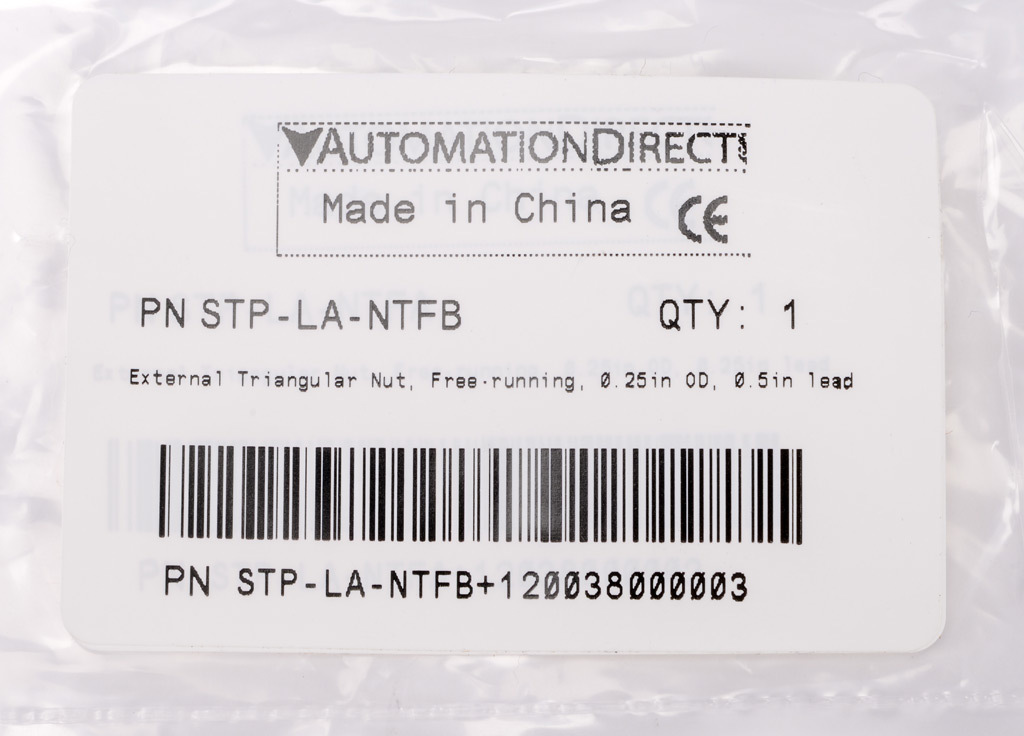 AUTOMATIONDIRECT
Made in China CE
PN STP-LA-NTFB QTY: 1
External Triangular Nut, Free-running, 0.25in OD, 0.5in lead
PN STP-LA-NTFB+120038000003